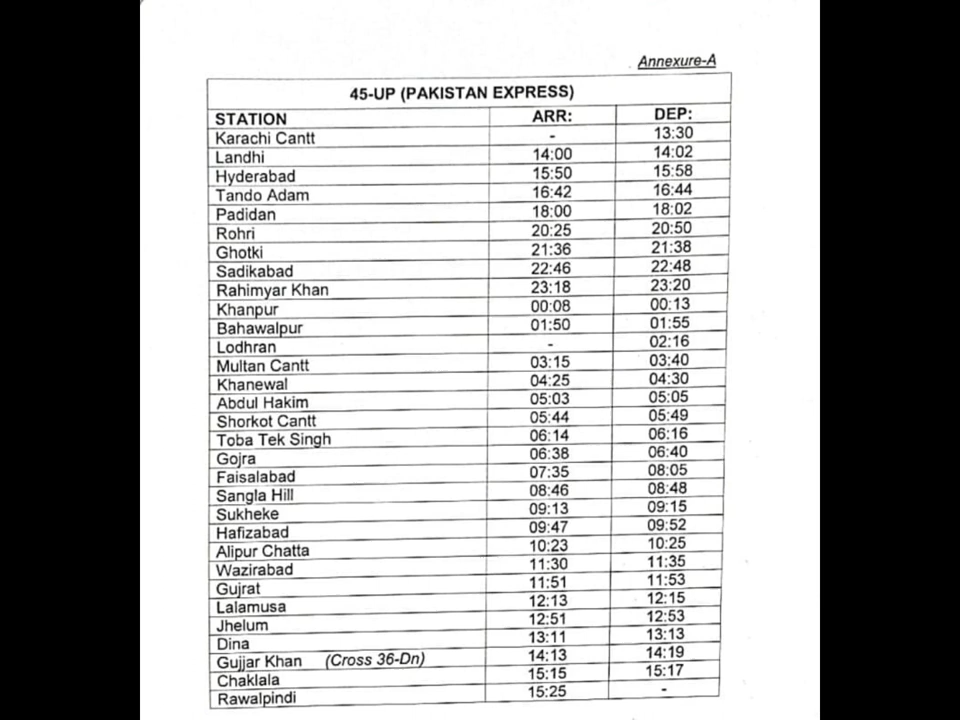 Annexure-A
45-UP (PAKISTAN EXPRESS)
STATION ARR: DEP:
Karachi Cantt - 13:30
Landhi 14:00 14:02
Hyderabad 15:50 15:58
Tando Adam 16:42 16:44
Padidan 18:00 18:02
Rohri 20:25 20:50
Ghotki 21:36 21:38
Sadikabad 22:46 22:48
Rahimyar Khan 23:18 23:20
Khanpur 00:08 00:13
Bahawalpur 01:50 01:55
Lodhran - 02:16
Multan Cantt 03:15 03:40
Khanewal 04:25 04:30
Abdul Hakim 05:03 05:05
Shorkot Cantt 05:44 05:49
Toba Tek Singh 06:14 06:16
Gojra 06:38 06:40
Faisalabad 07:35 08:05
Sangla Hill 08:46 08:48
Sukheke 09:13 09:15
Hafizabad 09:47 09:52
Alipur Chatta 10:23 10:25
Wazirabad 11:30 11:35
Gujrat 11:51 11:53
Lalamusa 12:13 12:15
Jhelum 12:51 12:53
Dina 13:11 13:13
Gujjar Khan (Cross 36-Dn) 14:13 14:19
Chaklala 15:15 15:17
Rawalpindi 15:25 -